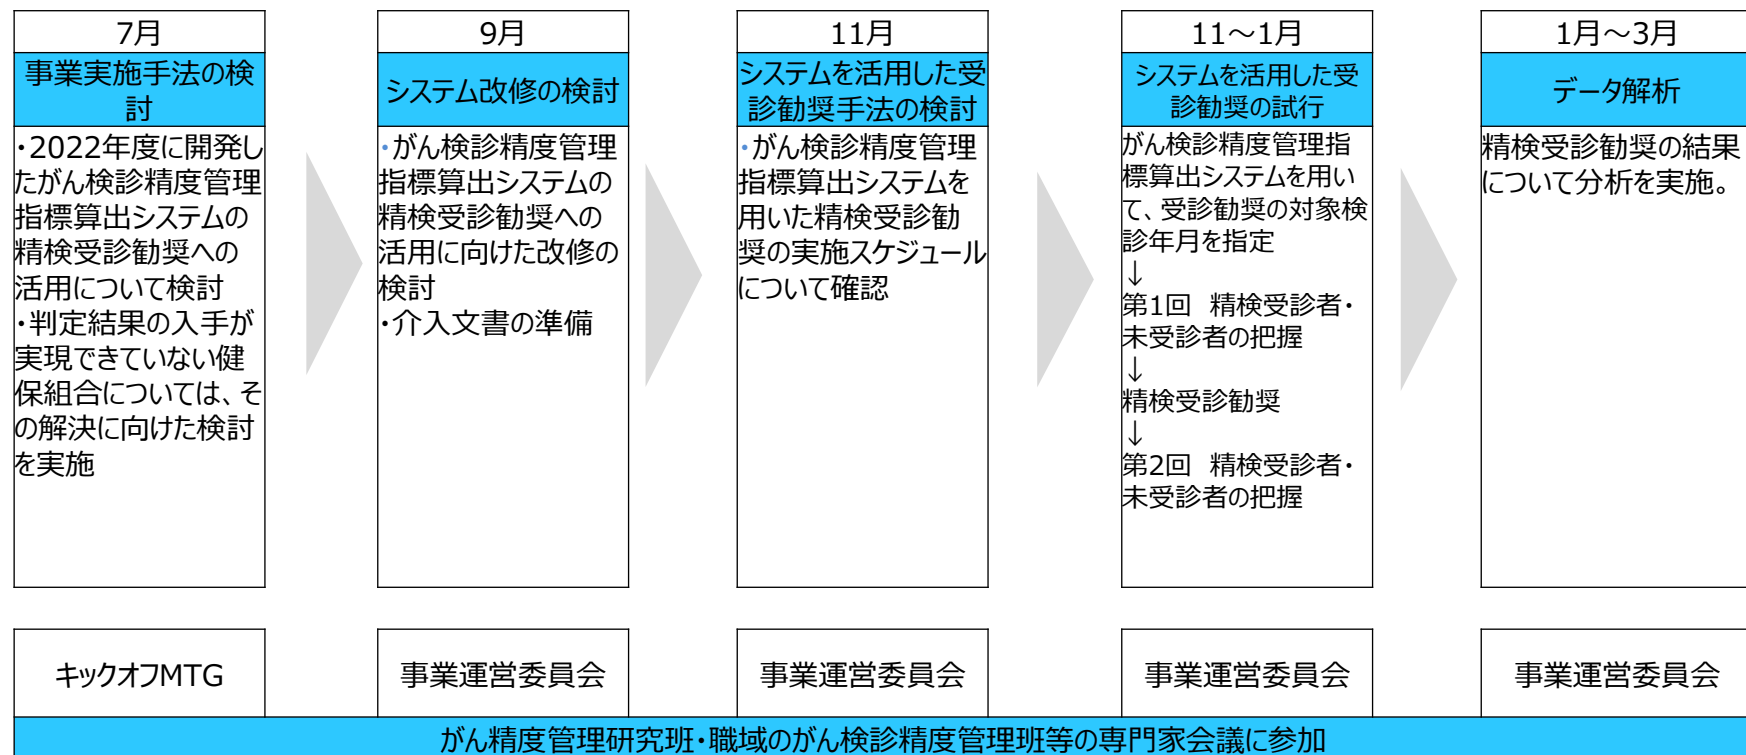 7月
事業実施手法の検
討
・2022年度に開発し
たがん検診精度管理
指標算出システムの
精検受診勧奨への
活用について検討
・判定結果の入手が
実現できていない健
保組合については、そ
の解決に向けた検討
を実施
9月
システム改修の検討
・がん検診精度管理
指標算出システムの
精検受診勧奨への
活用に向けた改修の
検討
・介入文書の準備
11月
システムを活用した受
診勧奨手法の検討
・がん検診精度管理
指標算出システムを
用いた精検受診勧
奨の実施スケジュール
について確認
11～1月
システムを活用した受
診勧奨の試行
がん検診精度管理指
標算出システムを用い
て、受診勧奨の対象検
診年月を指定
↓
第1回　精検受診者・
未受診者の把握
↓
精検受診勧奨
↓
第2回　精検受診者・
未受診者の把握
1月～3月
データ解析
精検受診勧奨の結果
について分析を実施。
キックオフMTG
事業運営委員会
事業運営委員会
事業運営委員会
事業運営委員会
がん精度管理研究班・職域のがん検診精度管理班等の専門家会議に参加